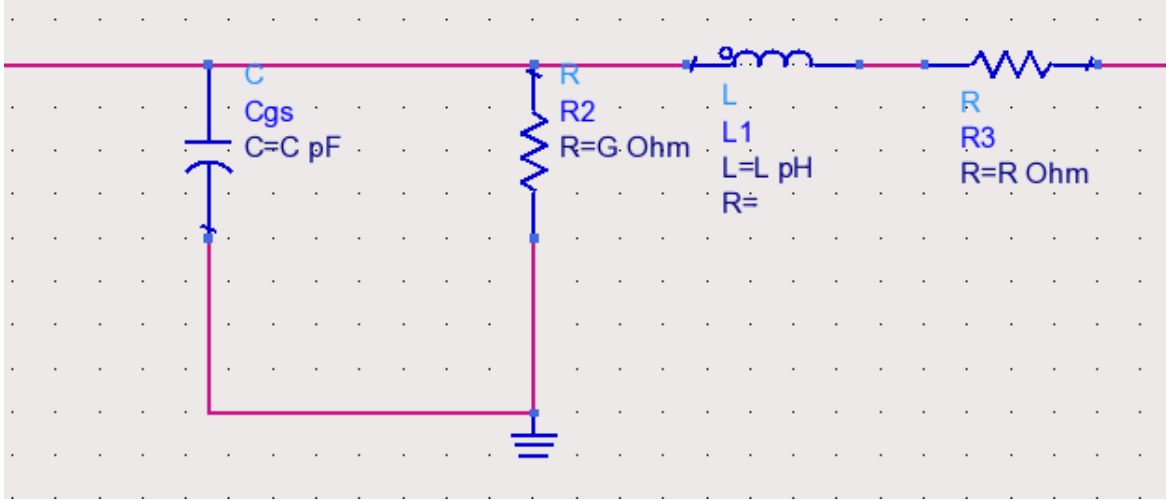 C
Cgs
C=C pF
R
R2
R=G Ohm
L
L1
L=L pH
R=
R
R3
R=R Ohm